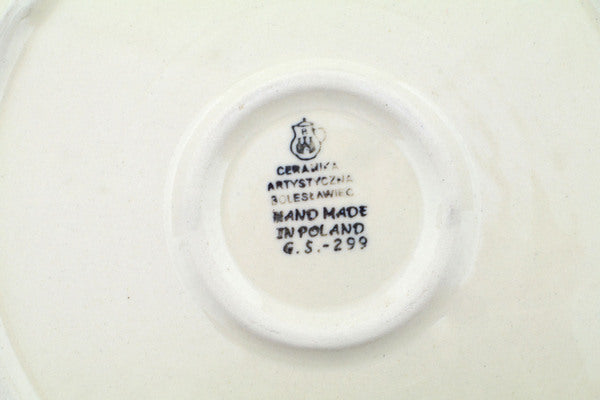 CERAMIKA
ARTYSTYCZNA
BOLESŁAWIEC
HAND MADE
IN POLAND
G.S.-299